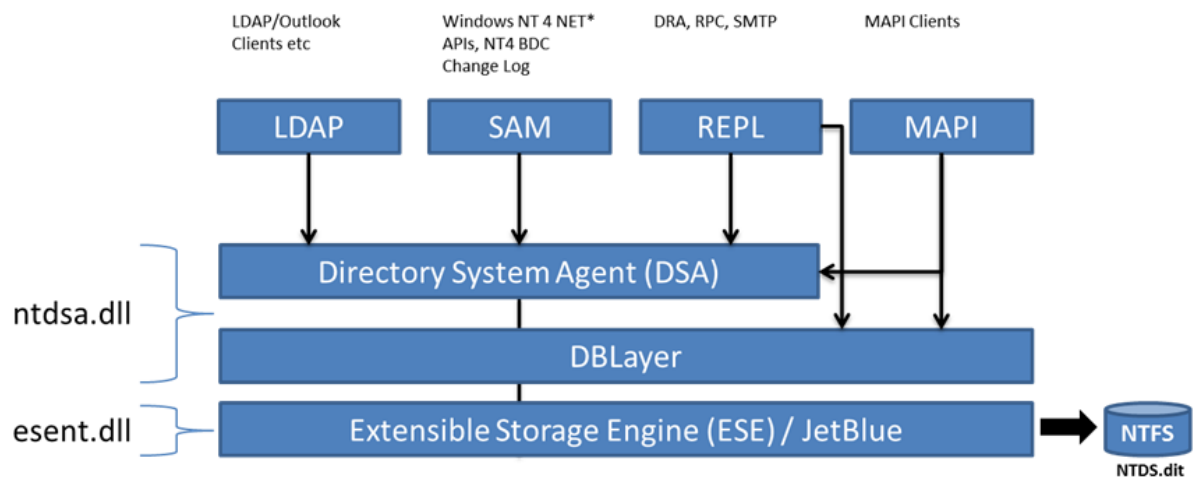 LDAP/Outlook
Clients etc
Windows NT 4 NET*
APIs, NT4 BDC
Change Log
DRA, RPC, SMTP
MAPI Clients
LDAP
SAM
REPL
MAPI
Directory System Agent (DSA)
ntdsa.dll
DBLayer
esent.dll
Extensible Storage Engine (ESE) / JetBlue
NTFS
NTDS.dit